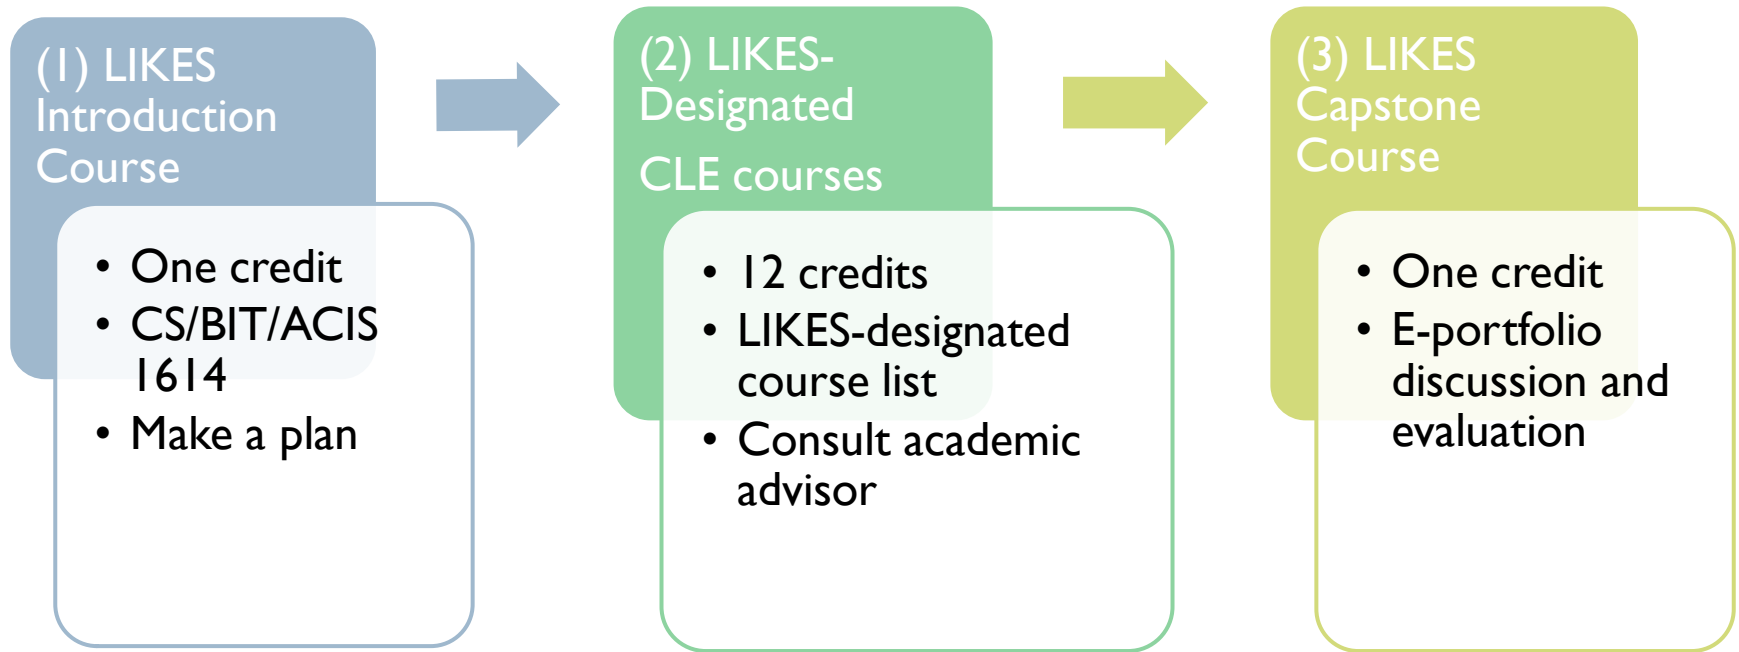 (1) LIKES
Introduction
Course
• One credit
• CS/BIT/ACIS
1614
• Make a plan
(2) LIKES-
Designated
CLE courses
• 12 credits
• LIKES-designated
course list
• Consult academic
advisor
(3) LIKES
Capstone
Course
• One credit
• E-portfolio
discussion and
evaluation